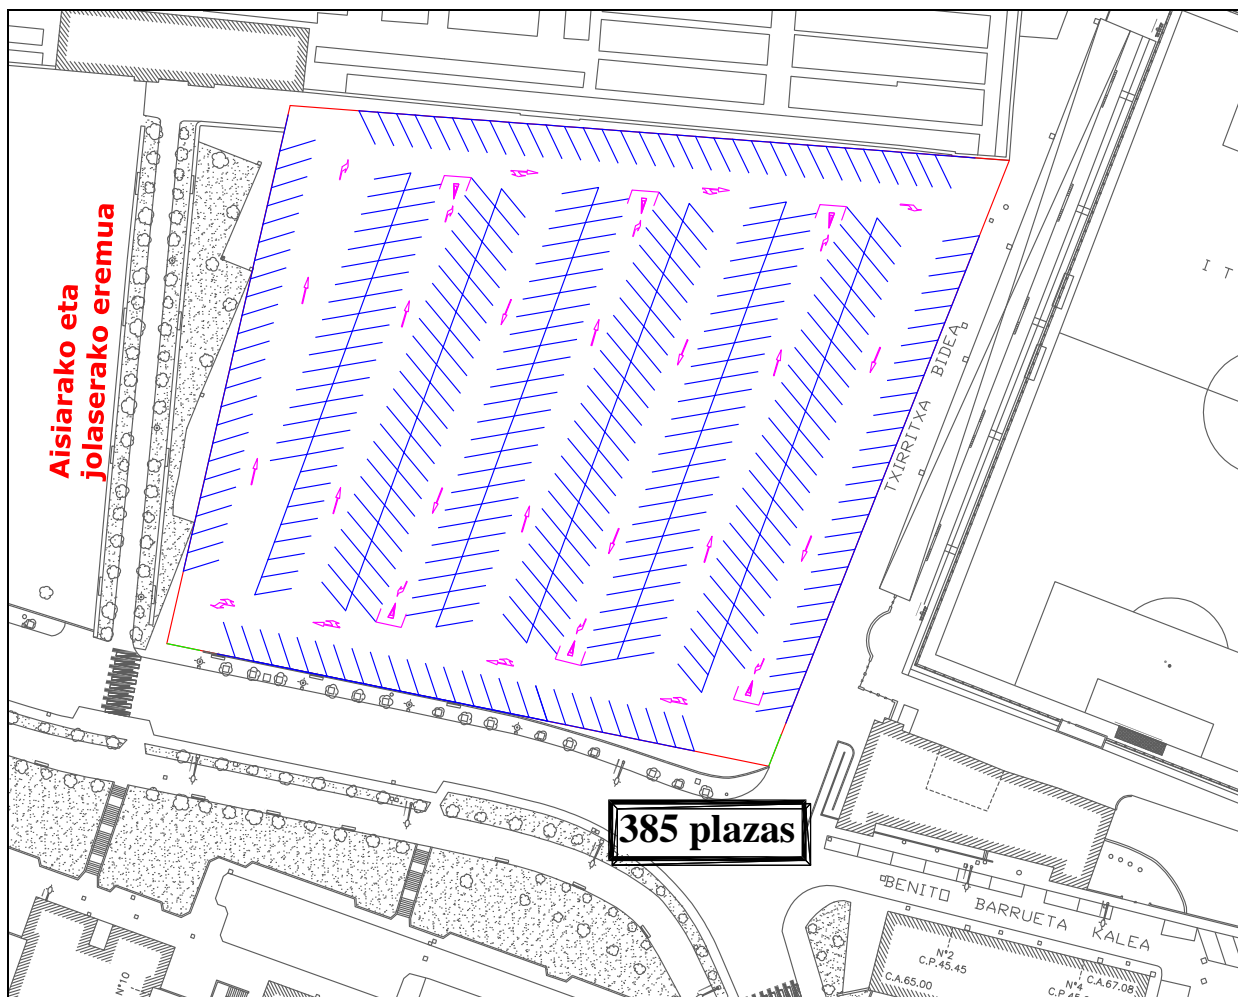 Aisiarako eta
jolaserako eremua
I T
TXIRRITXA BIDEA
385 plazas
BENITO BARRUETA KALEA
Nº2
C.P.45.45
C.A.65.00
C.A.67.08
Nº4